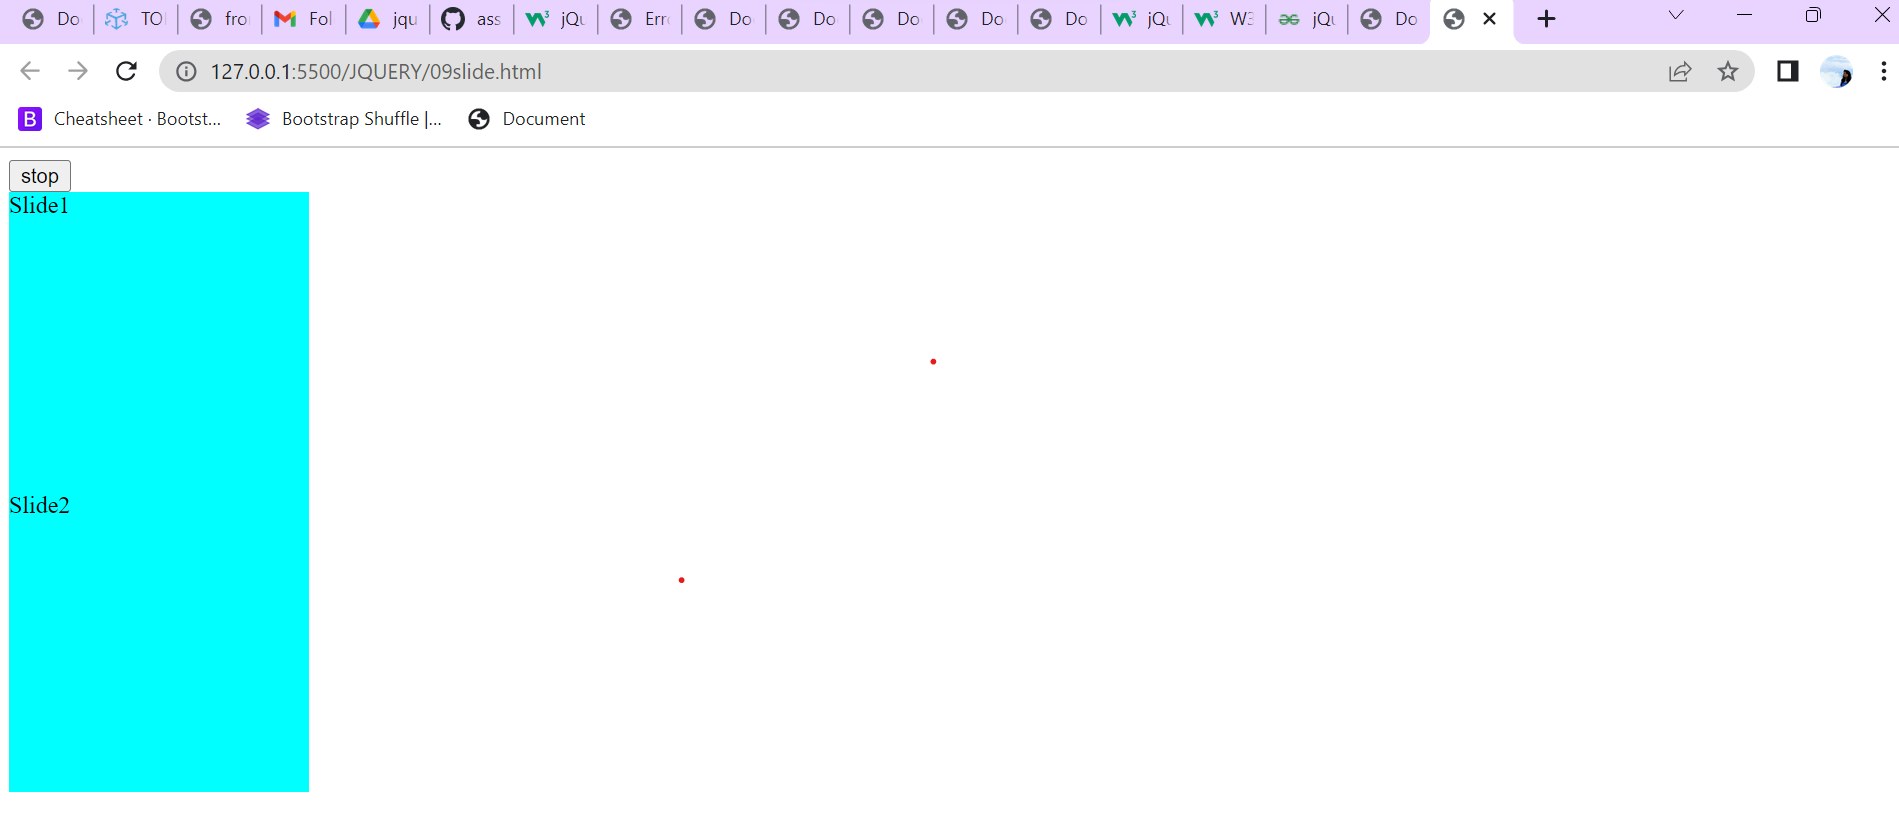 Do TO fro Fol jqu ass jQu Err Do Do Do Do Do jQu W3 jQu Do
127.0.0.1:5500/JQUERY/09slide.html
B Cheatsheet · Bootst... Bootstrap Shuffle |... Document
stop
Slide1
Slide2